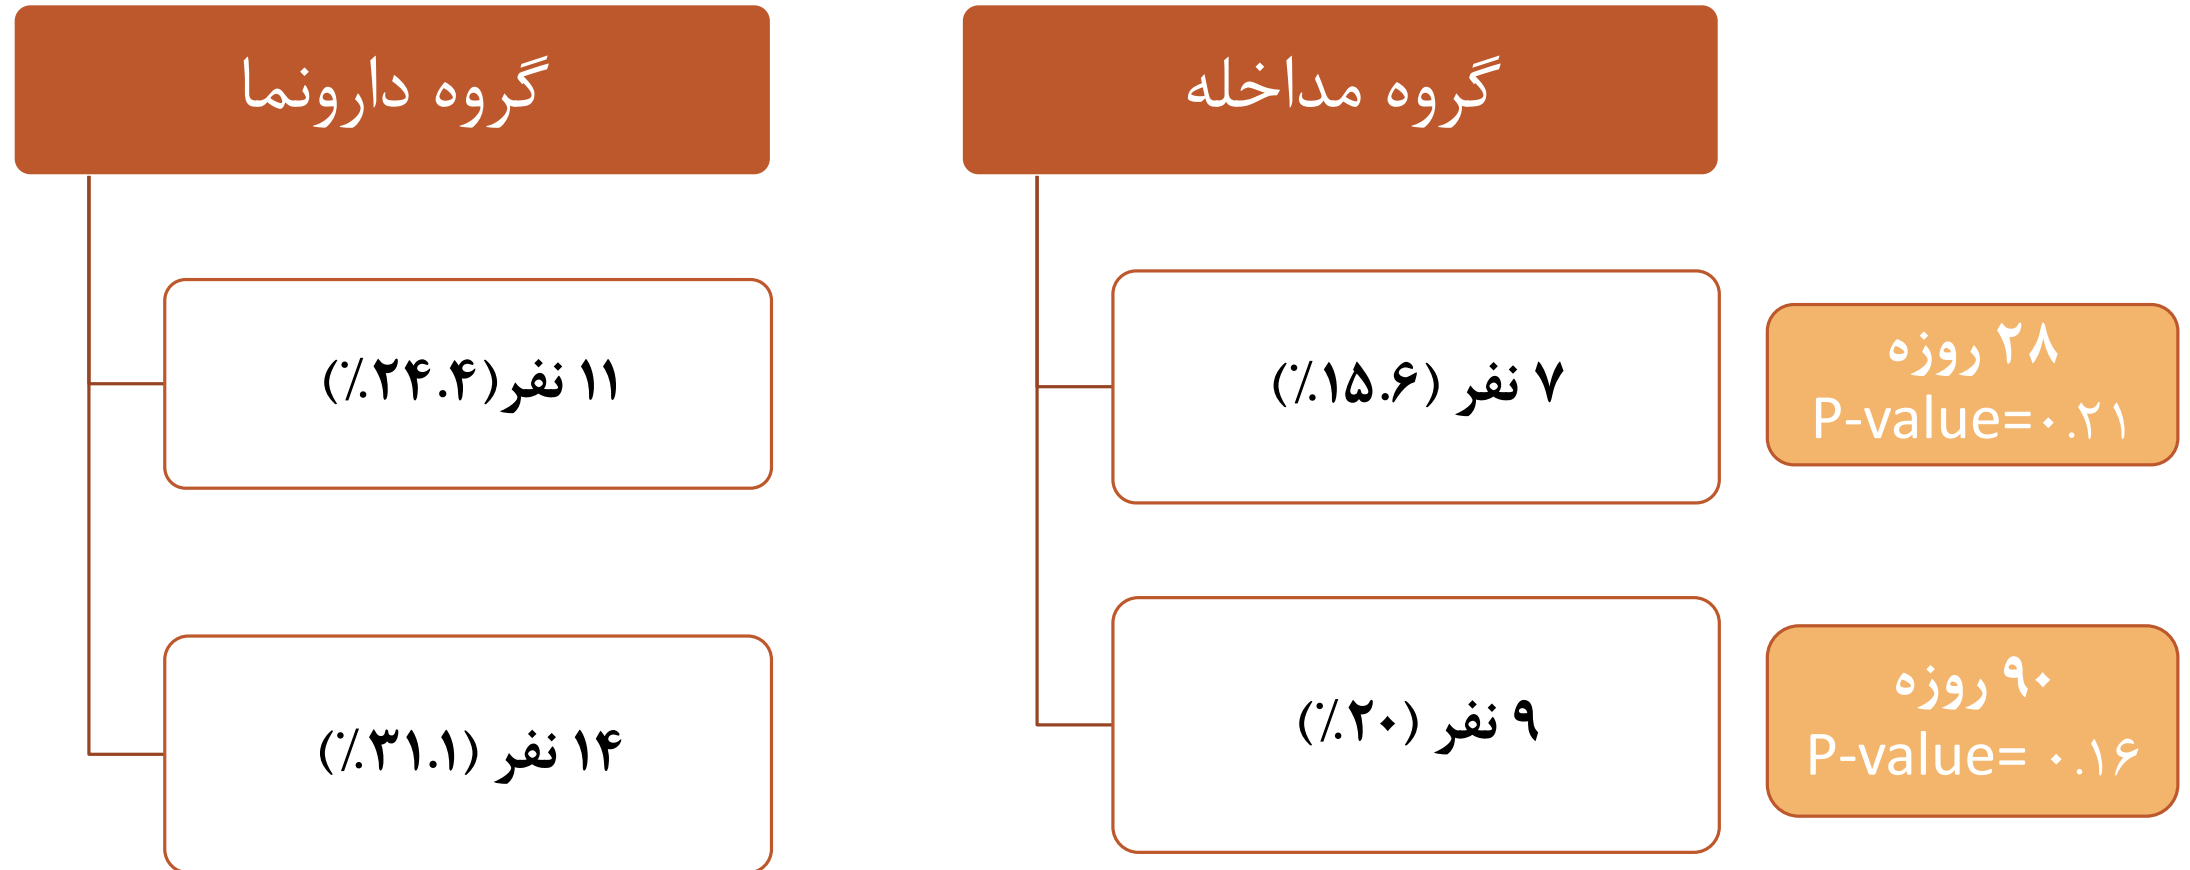 گروه مداخله
گروه دارونما
۲۸ روزه
P-value=۰.۲۱
۷ نفر (۱۵.۶٪)
۱۱ نفر(۲۴.۴٪)
۹۰ روزه
P-value= ۰.۱۶
۹ نفر (۲۰٪)
۱۴ نفر (۳۱.۱٪)